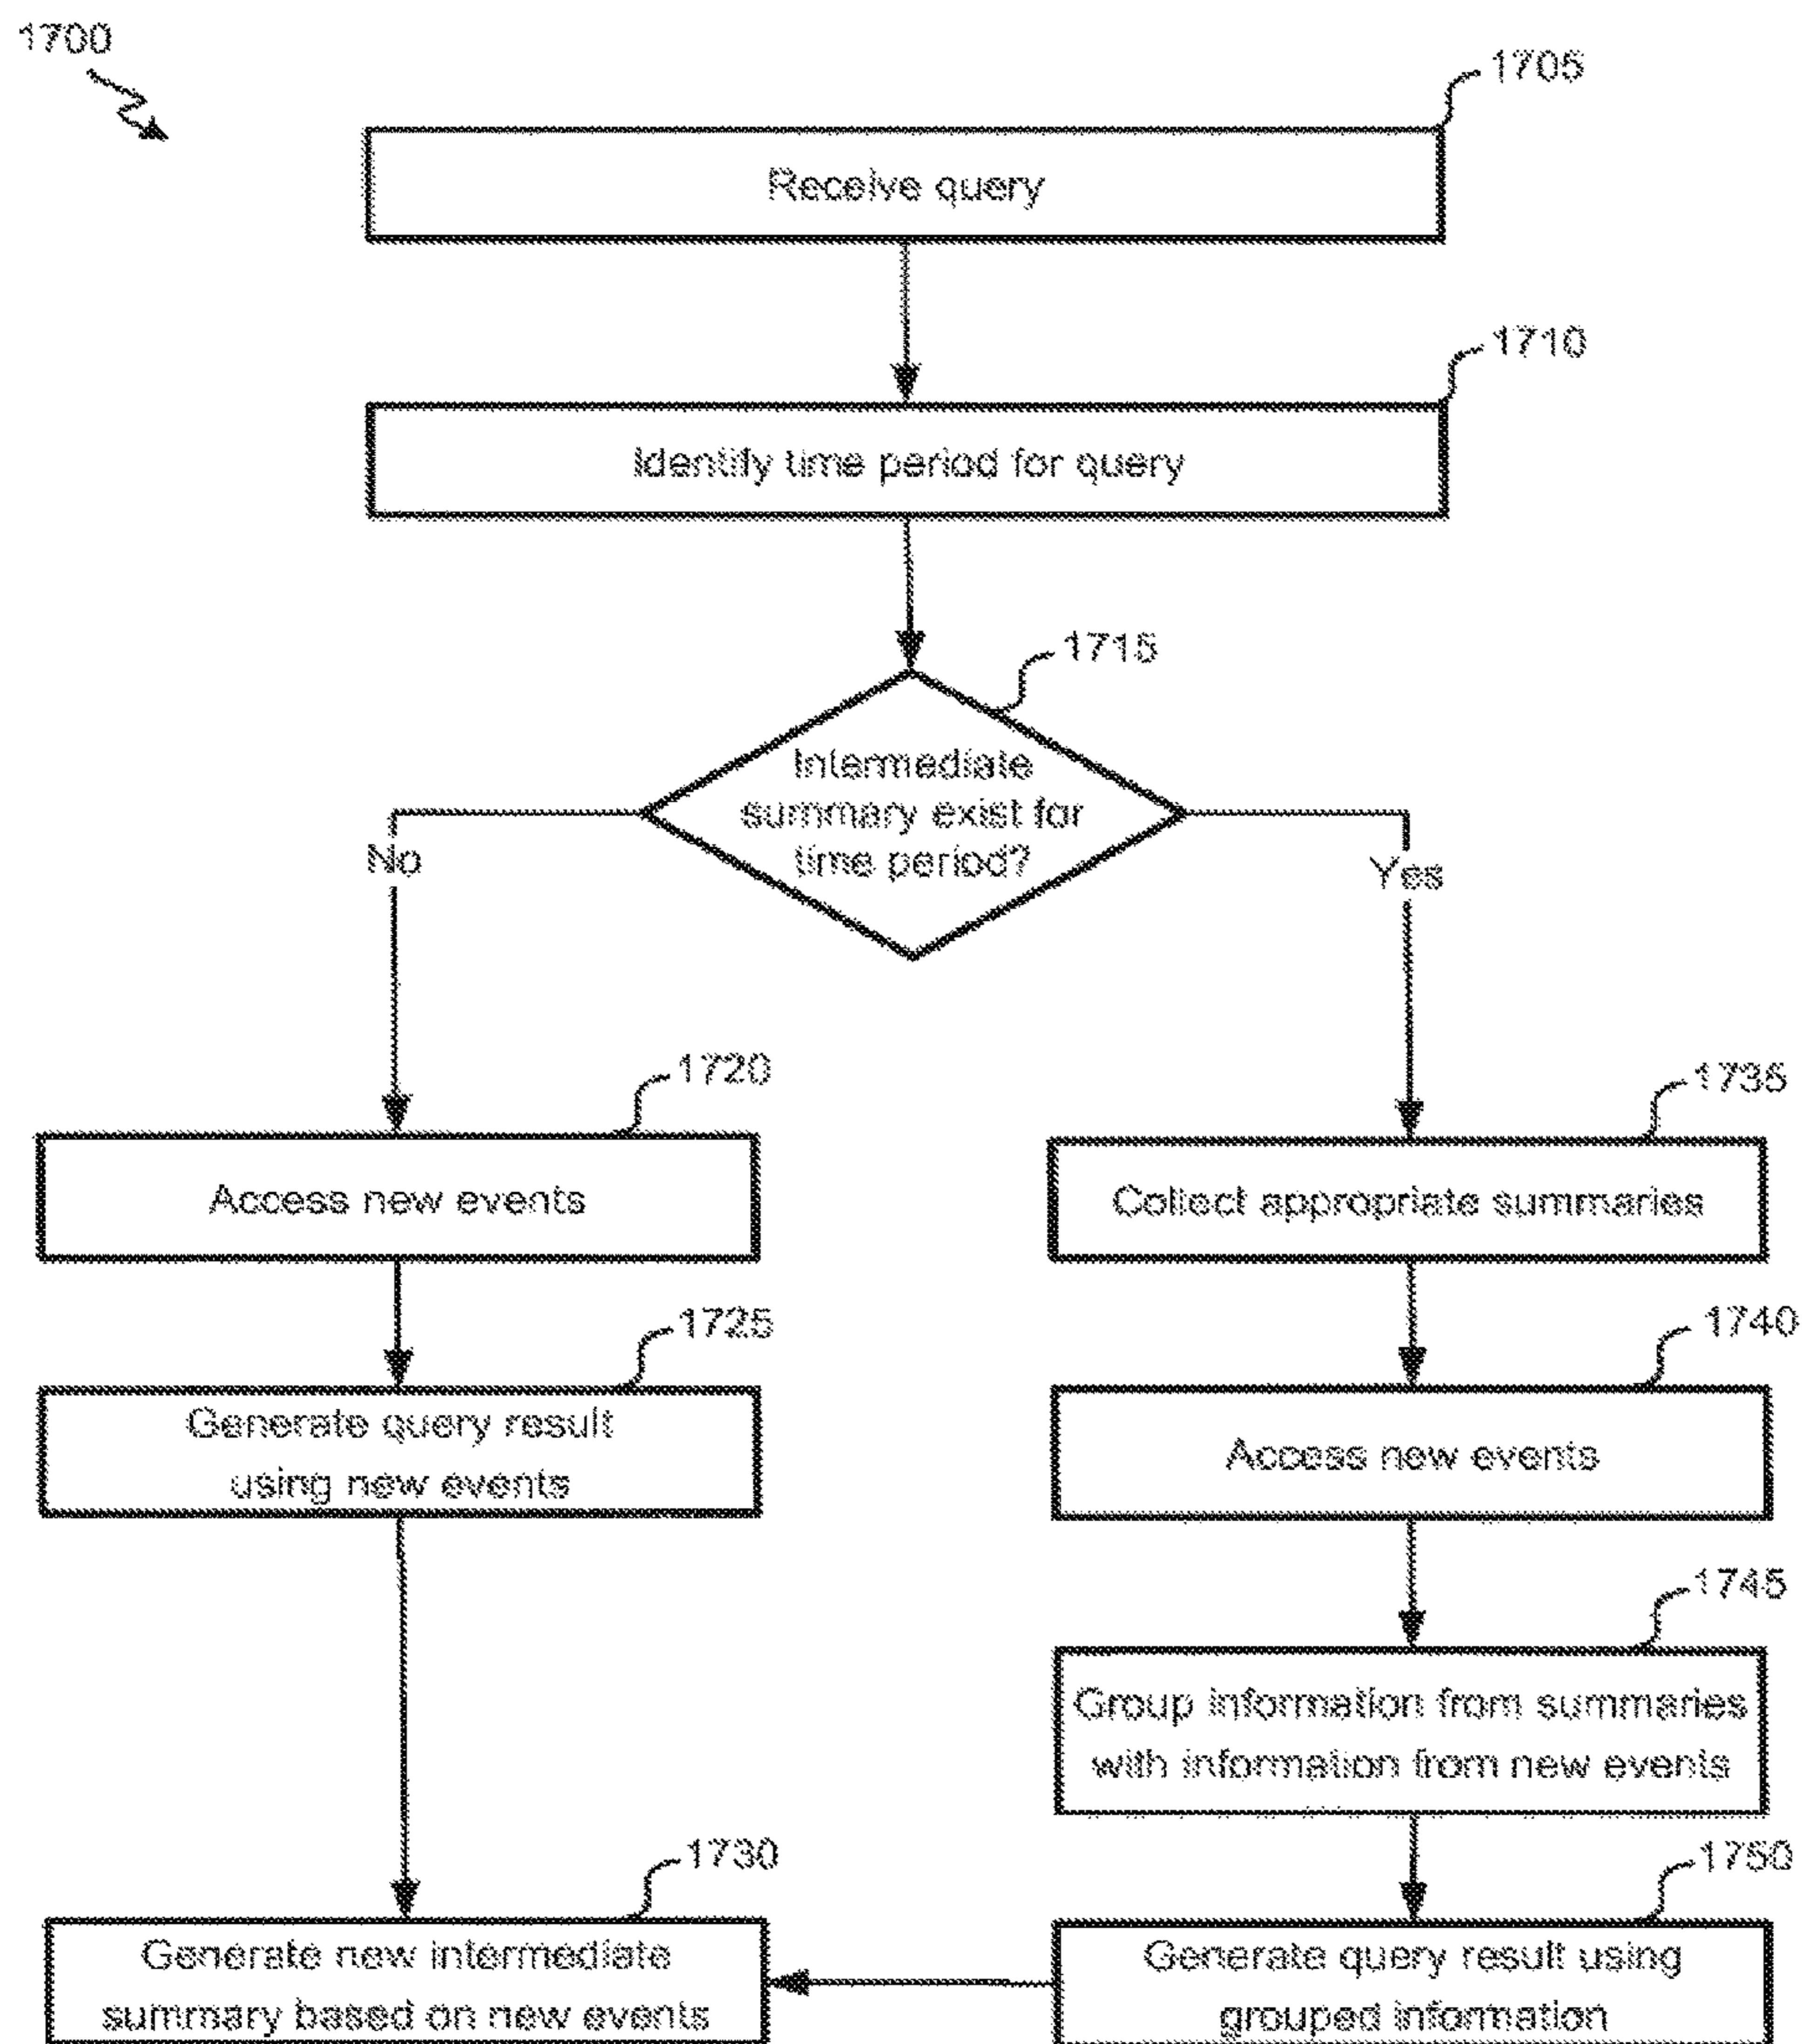 1700
1705
Receive query
1710
Identify time period for query
1715
Intermediate
summary exist for
time period?
No
Yes
1720
Access new events
1735
Collect appropriate summaries
1725
Generate query result
using new events
1740
Access new events
1745
Group information from summaries
with information from new events
1730
Generate new intermediate
summary based on new events
1750
Generate query result using
grouped information